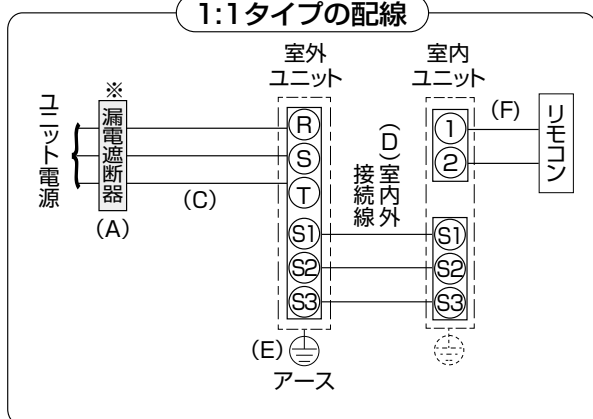 1:1タイプの配線
室外
ユニット
室内
ユニット
ユニット電源
※
漏電遮断器
(A)
(C)
R
S
T
S1
S2
S3
(D)室内外
接続線
1
2
S1
S2
S3
(F)
リモコン
(E)
アース